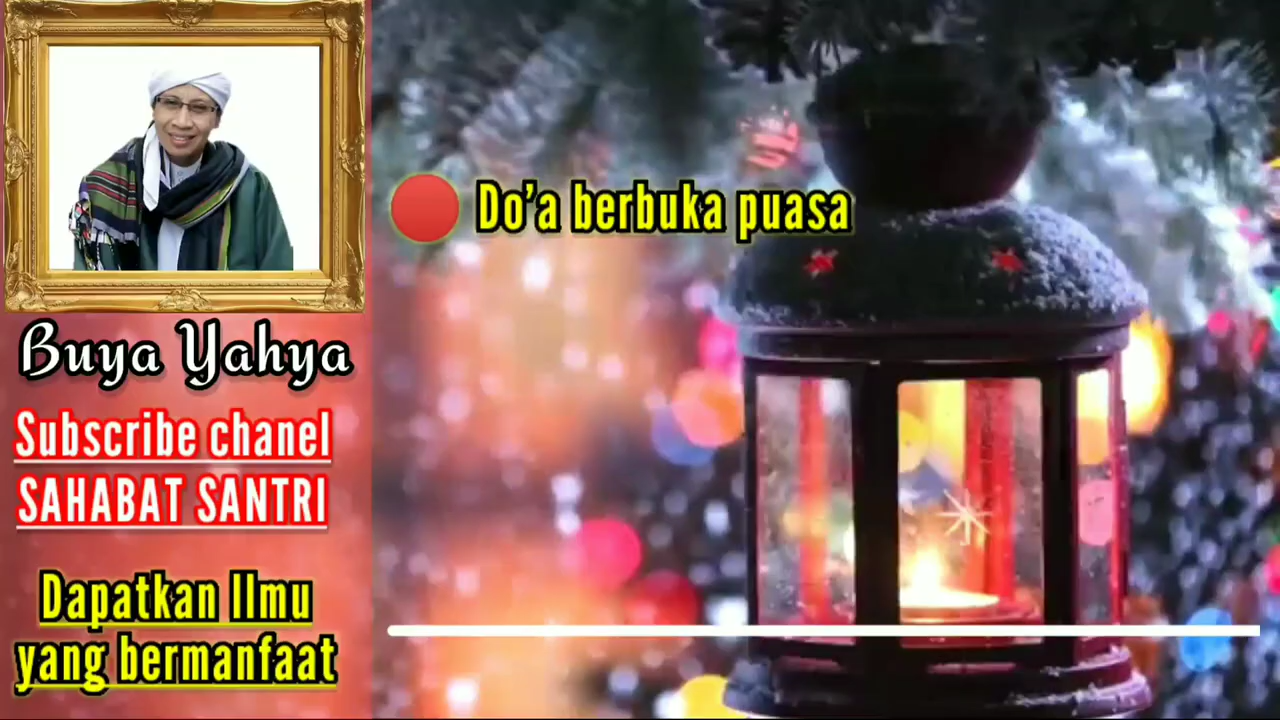 Buya Yahya
Subscribe chanel
SAHABAT SANTRI
Dapatkan Ilmu
yang bermanfaat
Do'a berbuka puasa